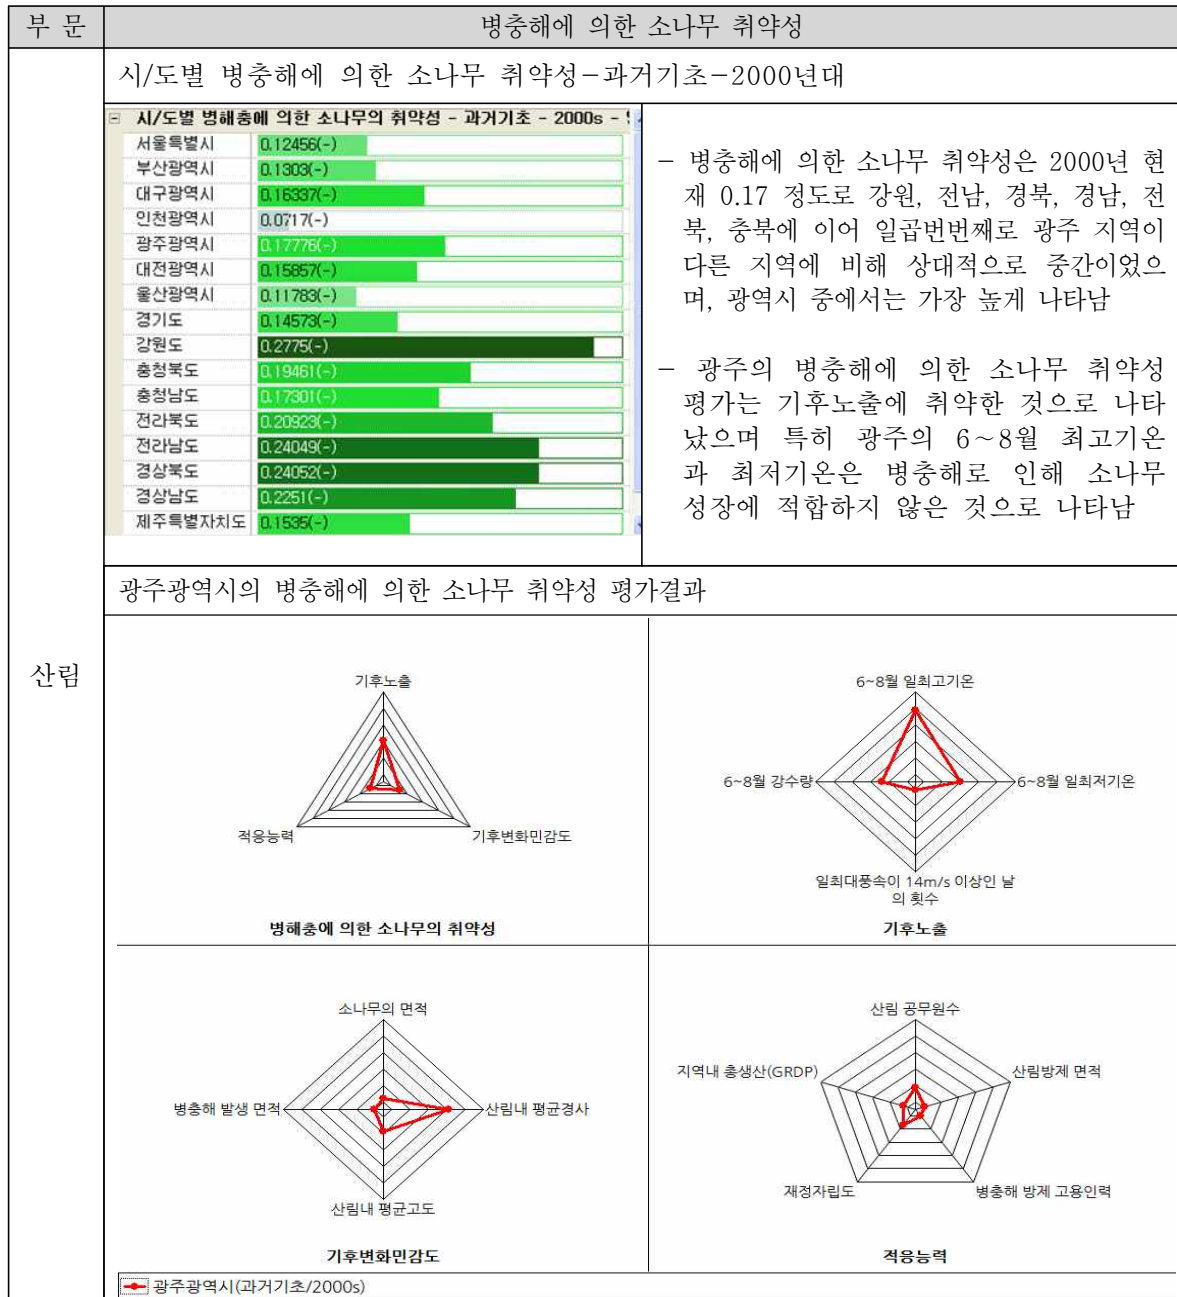 부 문
병충해에 의한 소나무 취약성
산림
시/도별 병충해에 의한 소나무 취약성-과거기초-2000년대
시/도별 병해충에 의한 소나무의 취약성 - 과거기초 - 2000s -
서울특별시 0.12456(-)
부산광역시 0.1303(-)
대구광역시 0.16337(-)
인천광역시 0.0717(-)
광주광역시 0.17776(-)
대전광역시 0.15857(-)
울산광역시 0.11783(-)
경기도 0.14573(-)
강원도 0.2775(-)
충청북도 0.19461(-)
충청남도 0.17301(-)
전라북도 0.20923(-)
전라남도 0.24049(-)
경상북도 0.24052(-)
경상남도 0.2251(-)
제주특별자치도 0.1535(-)
- 병충해에 의한 소나무 취약성은 2000년 현
재 0.17 정도로 강원, 전남, 경북, 경남, 전
북, 충북에 이어 일곱번번째로 광주 지역이
다른 지역에 비해 상대적으로 중간이었으
며, 광역시 중에서는 가장 높게 나타남
- 광주의 병충해에 의한 소나무 취약성
평가는 기후노출에 취약한 것으로 나타
났으며 특히 광주의 6~8월 최고기온
과 최저기온은 병충해로 인해 소나무
성장에 적합하지 않은 것으로 나타남
광주광역시의 병충해에 의한 소나무 취약성 평가결과
기후노출
적응능력
기후변화민감도
병해충에 의한 소나무의 취약성
6~8월 일최고기온
6~8월 강수량
6~8월 일최저기온
일최대풍속이 14m/s 이상인 날
의 횟수
기후노출
소나무의 면적
병충해 발생 면적
산림내 평균경사
산림내 평균고도
기후변화민감도
산림 공무원수
지역내 총생산(GRDP)
산림방제 면적
재정자립도
병충해 방제 고용인력
적응능력
광주광역시(과거기초/2000s)